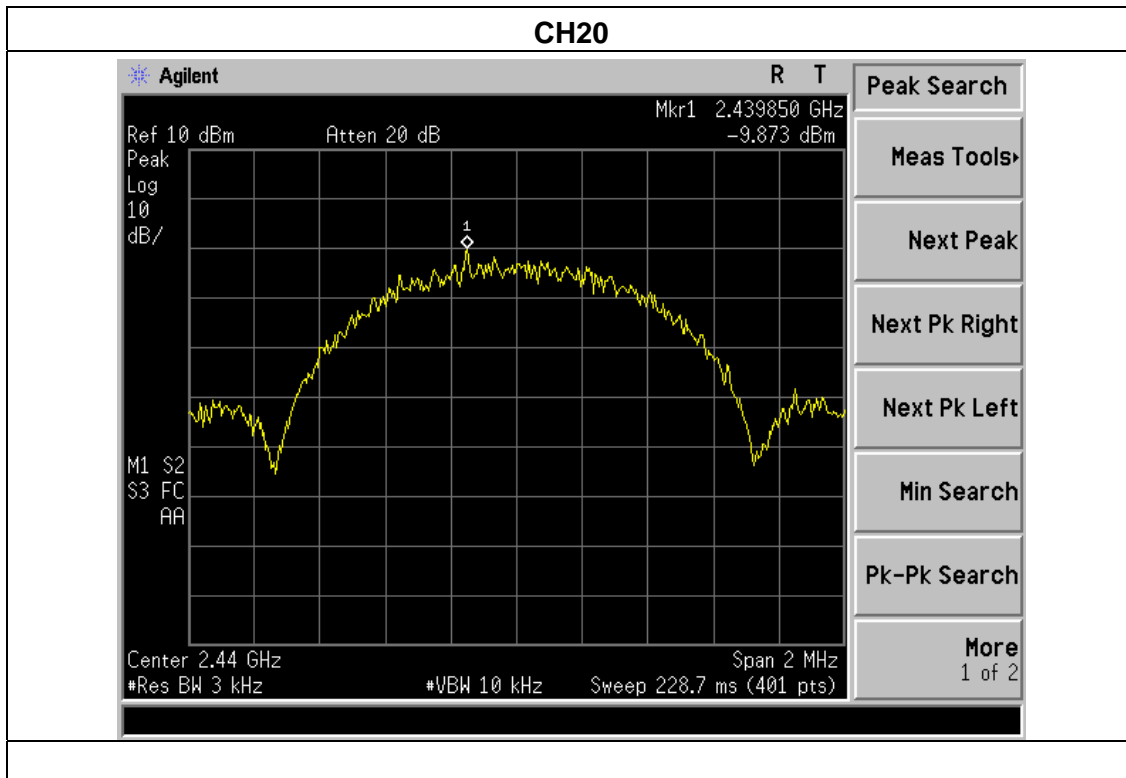 CH20
Agilent R T
Peak Search
Mkr1 2.439850 GHz
Ref 10 dBm Atten 20 dB -9.873 dBm
Peak
Log
10
dB/
1
M1 S2
S3 FC
AA
Center 2.44 GHz Span 2 MHz
#Res BW 3 kHz #VBW 10 kHz Sweep 228.7 ms (401 pts)
Meas Tools
Next Peak
Next Pk Right
Next Pk Left
Min Search
Pk-Pk Search
More
1 of 2